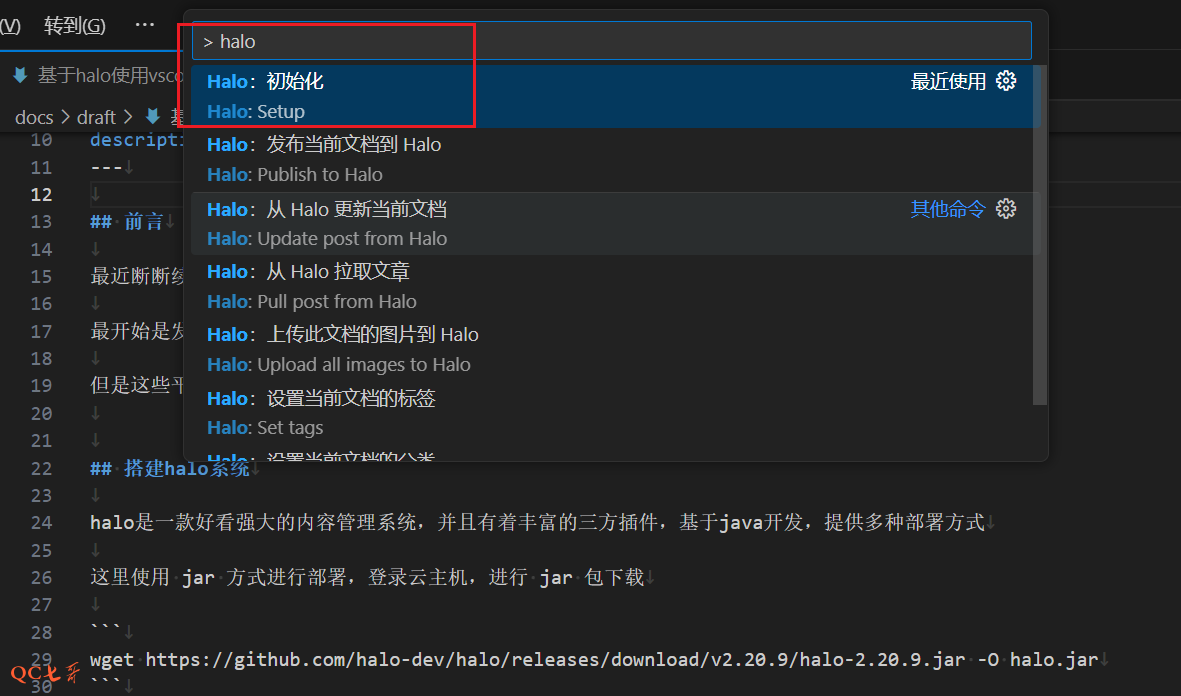 (V) 转到(G) ···
> halo
基于halo使用vsco
Halo：初始化 最近使用
Halo: Setup
docs > draft > 基
Halo：发布当前文档到 Halo
Halo: Publish to Halo
Halo：从 Halo 更新当前文档 其他命令
Halo: Update post from Halo
Halo：从 Halo 拉取文章
Halo: Pull post from Halo
Halo：上传此文档的图片到 Halo
Halo: Upload all images to Halo
Halo：设置当前文档的标签
Halo: Set tags
Halo：设置当前文档的分类
10 descripti
11 ---↓
12 ↓
13 ## 前言↓
14 ↓
15 最近断断续
16 ↓
17 最开始是发
18 ↓
19 但是这些平
20 ↓
21 ↓
22 ## 搭建halo系统↓
23 ↓
24 halo是一款好看强大的内容管理系统，并且有着丰富的三方插件，基于java开发，提供多种部署方式↓
25 ↓
26 这里使用 jar 方式进行部署，登录云主机，进行 jar 包下载↓
27 ↓
28 ```↓
29 wget https://github.com/halo-dev/halo/releases/download/v2.20.9/halo-2.20.9.jar -O halo.jar↓
30 ```↓
QC七哥